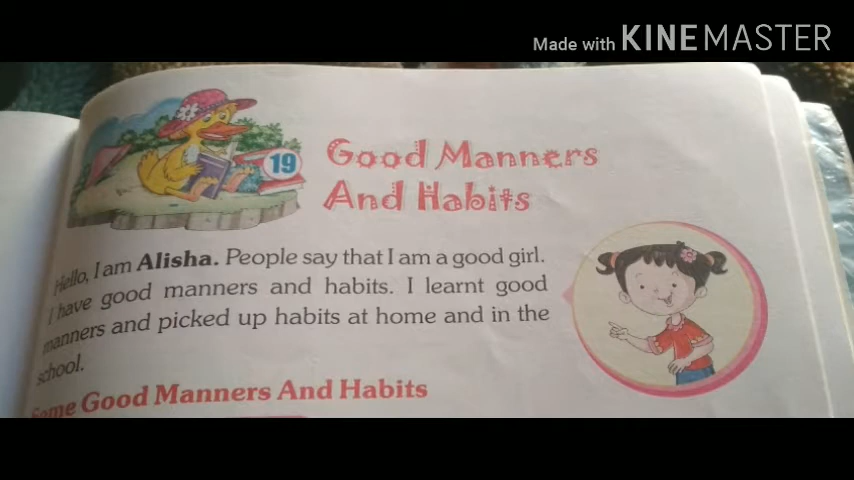 Made with KINEMASTER
19
Good Manners
And Habits
Hello, I am Alisha. People say that I am a good girl.
I have good manners and habits. I learnt good
manners and picked up habits at home and in the
school.
Some Good Manners And Habits